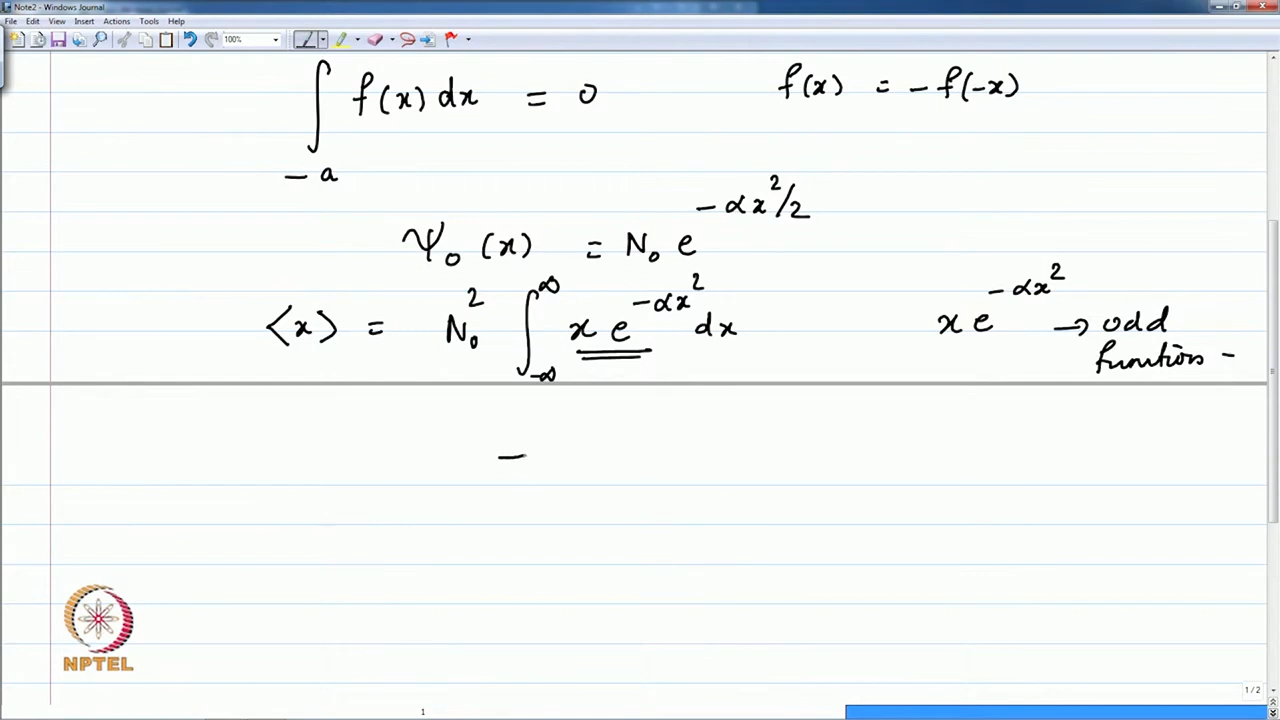 Note2 - Windows Journal
File Edit View Insert Actions Tools Help
100%
∫ f(x) dx = 0   f(x) = - f(-x)
- a
Ψ₀ (x) = N₀ e^{- αx²/2}
<x> = N₀² ∫_{-∞}^{∞} x e^{-αx²} dx   x e^{- αx²} → odd
funtion -
—
NPTEL
1/2
1